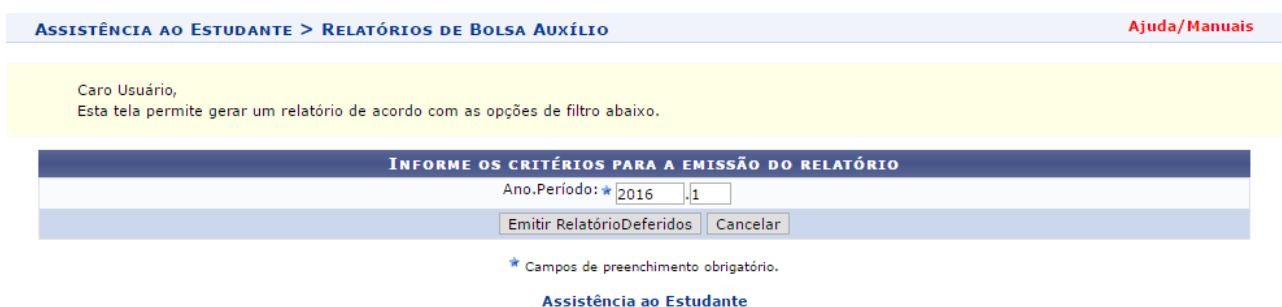 Assistência ao Estudante > Relatórios de Bolsa Auxílio Ajuda/Manuais
Caro Usuário,
Esta tela permite gerar um relatório de acordo com as opções de filtro abaixo.
Informe os critérios para a emissão do relatório
Ano.Período: 2016 .1
Emitir RelatórioDeferidos Cancelar
Campos de preenchimento obrigatório.
Assistência ao Estudante